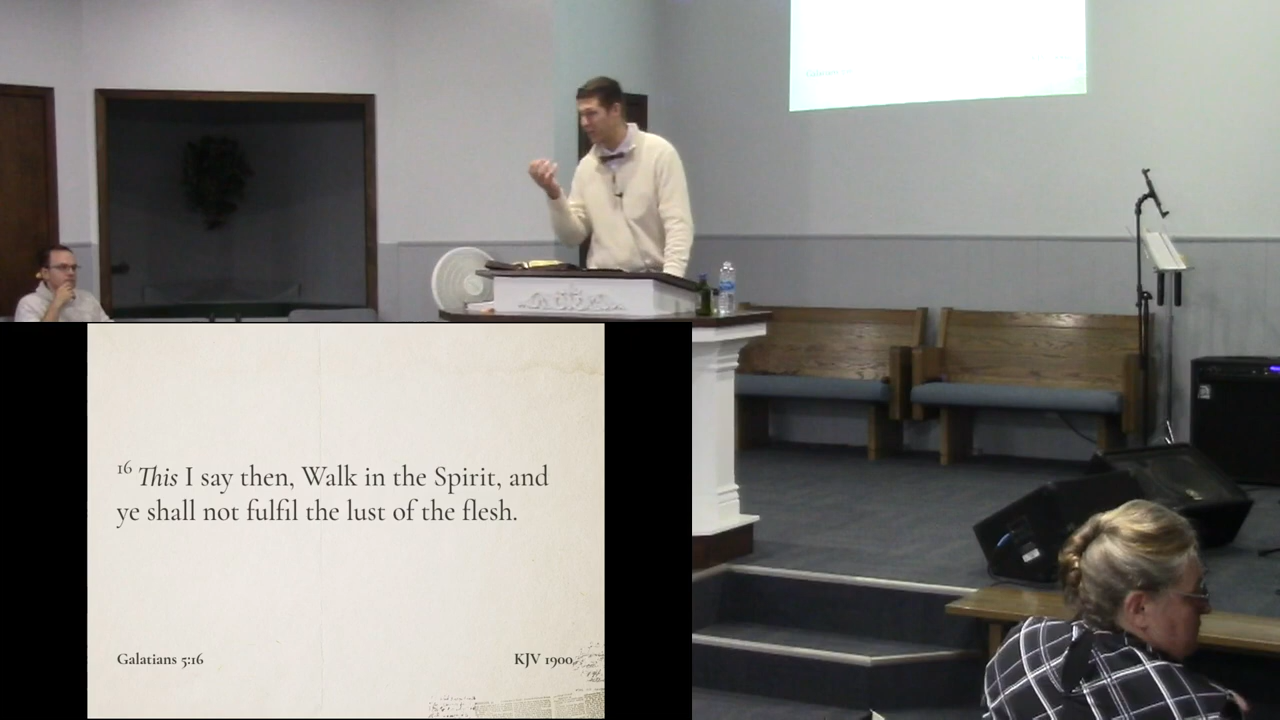 16 This I say then, Walk in the Spirit, and
ye shall not fulfil the lust of the flesh.
Galatians 5:16
KJV 1900